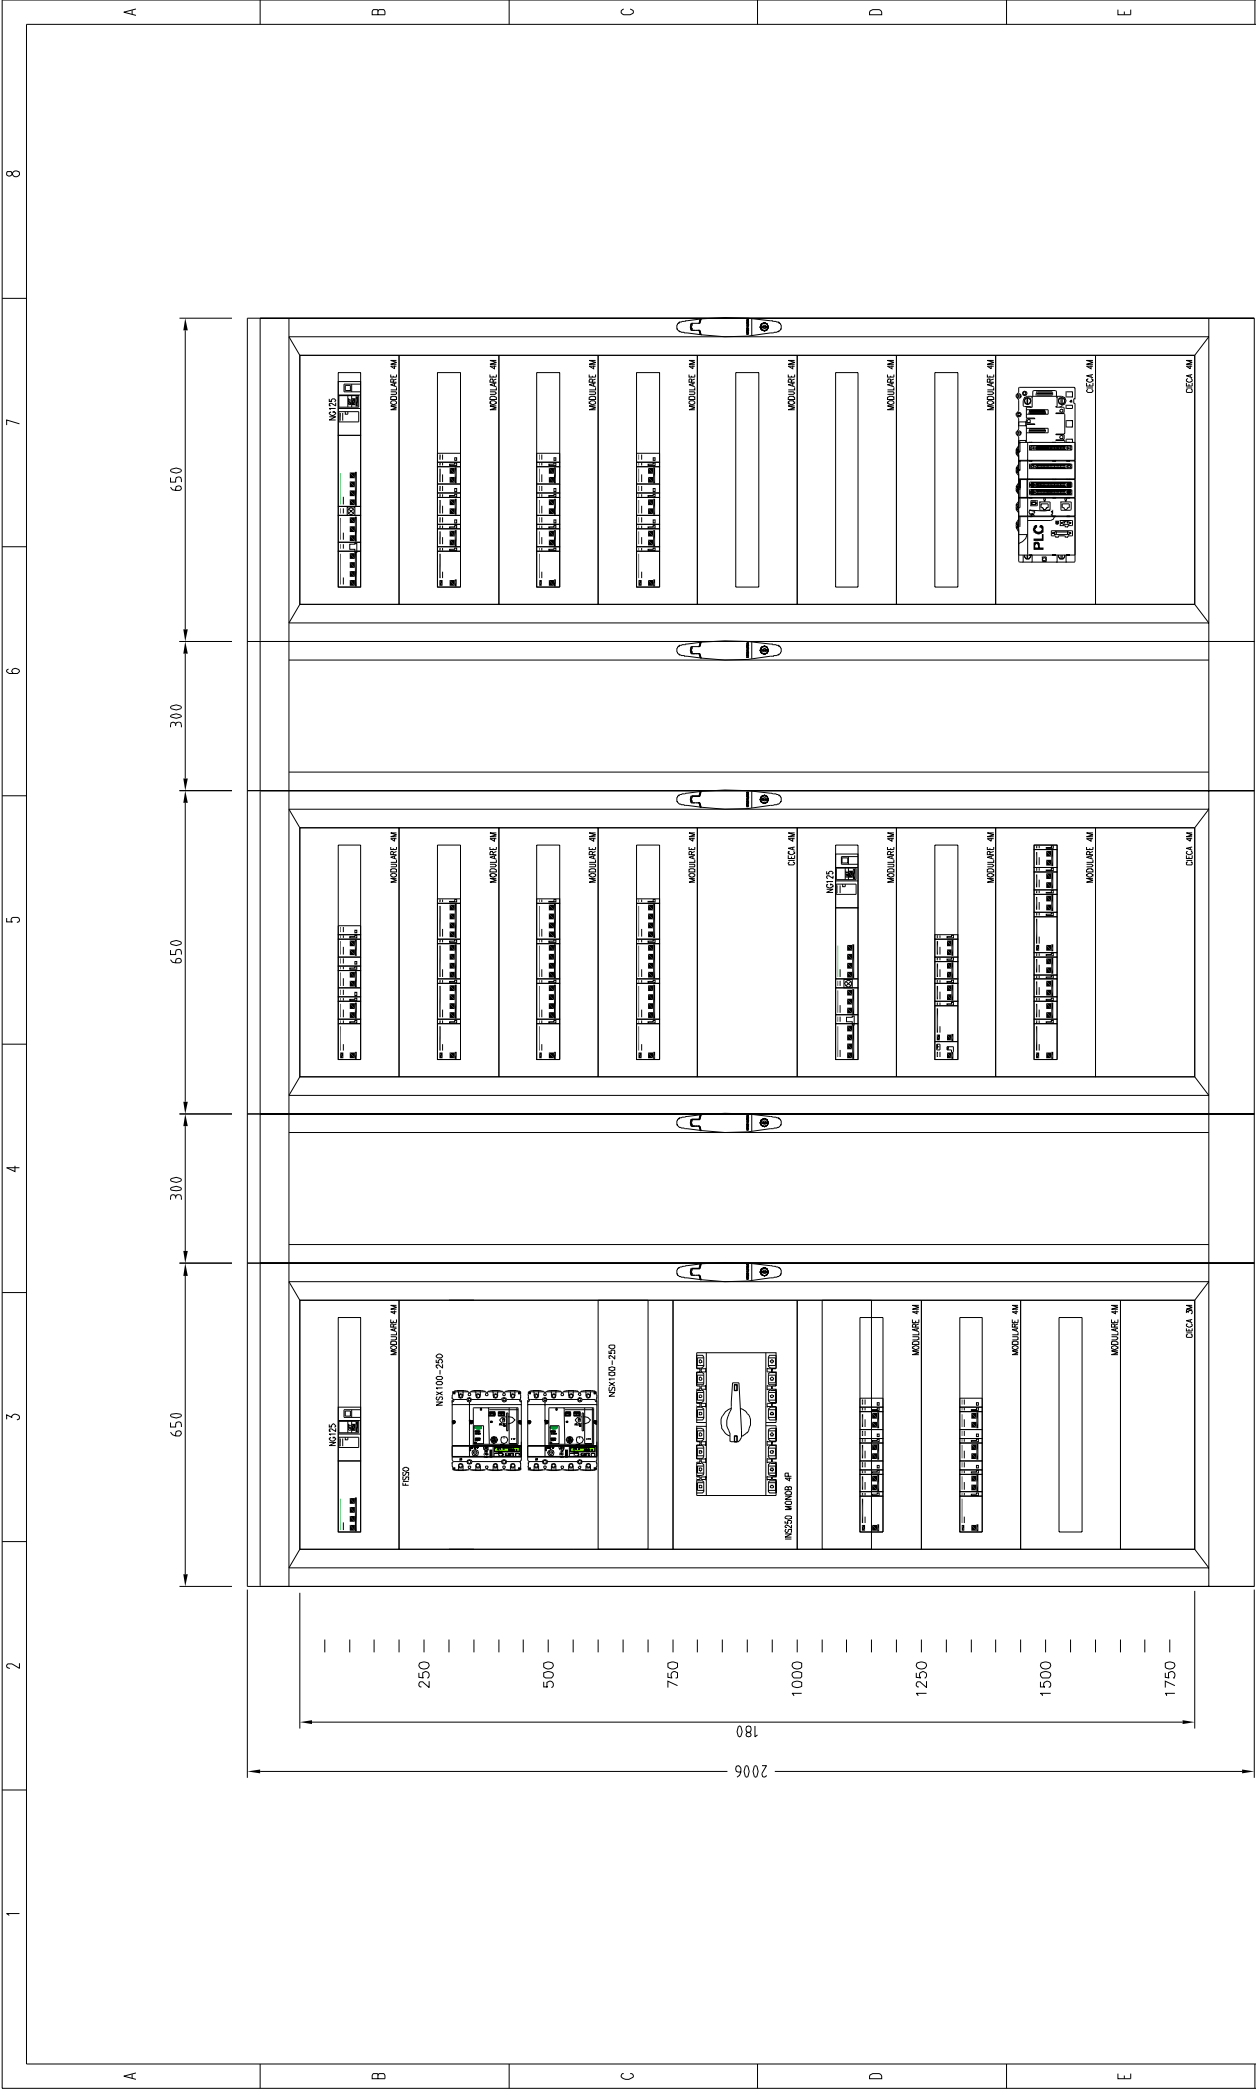 1
2
3
4
5
6
7
8
A
B
C
D
E
A
B
C
D
E
650
300
650
300
650
2006
180
250
500
750
1000
1250
1500
1750
NG125
MODULARE 4M
FISSO
NSX100-250
NSX100-250
INS250 MONOB 4P
MODULARE 4M
MODULARE 4M
MODULARE 4M
CIECA 3M
MODULARE 4M
MODULARE 4M
MODULARE 4M
MODULARE 4M
CIECA 4M
NG125
MODULARE 4M
MODULARE 4M
MODULARE 4M
CIECA 4M
NG125
MODULARE 4M
MODULARE 4M
MODULARE 4M
MODULARE 4M
MODULARE 4M
MODULARE 4M
MODULARE 4M
PLC
CIECA 4M
CIECA 4M